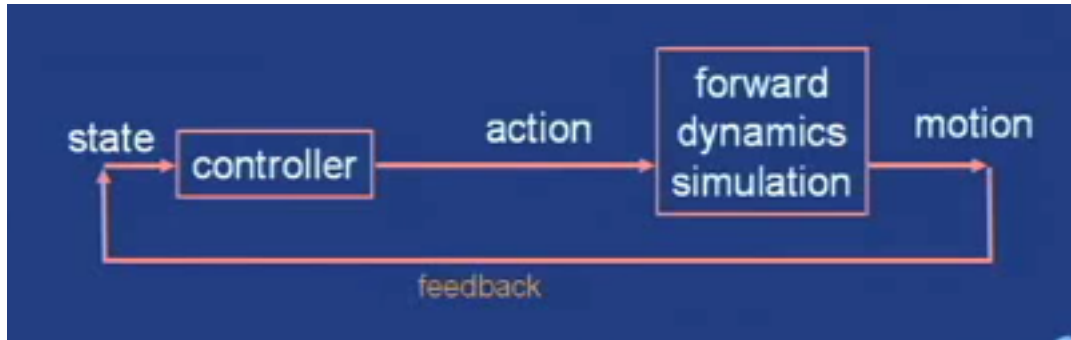 state
controller
action
forward
dynamics
simulation
motion
feedback